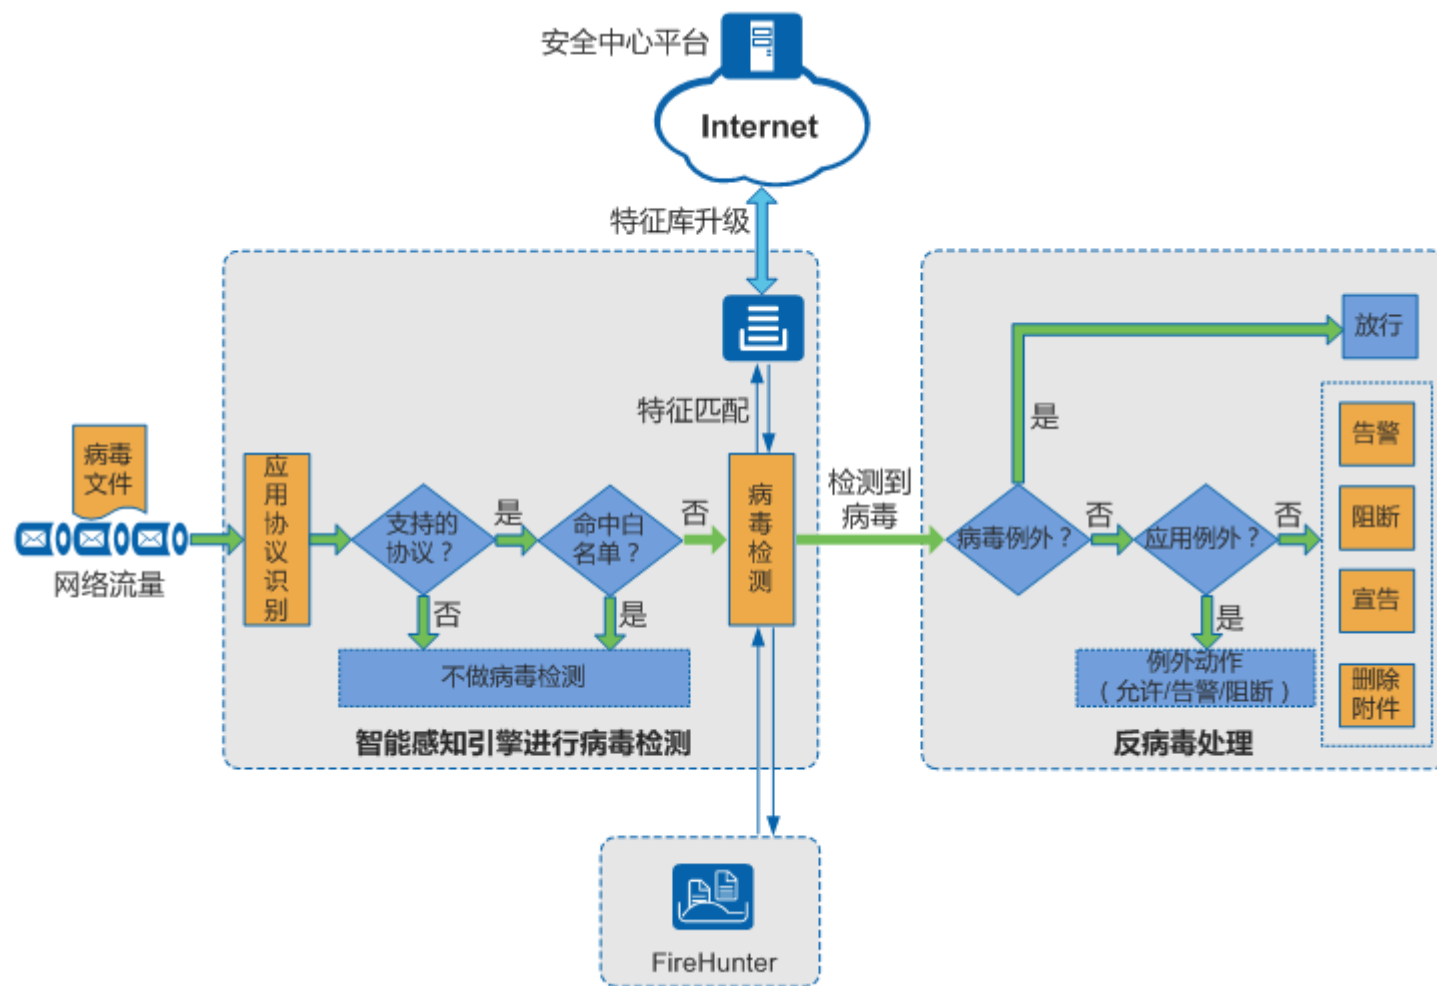 安全中心平台
Internet
特征库升级
特征匹配
病毒
文件
网络流量
应
用
协
议
识
别
支持的
协议？
是
否
命中白
名单？
否
是
不做病毒检测
病
毒
检
测
智能感知引擎进行病毒检测
检测到
病毒
病毒例外？
是
放行
否
应用例外？
否
是
例外动作
（允许/告警/阻断）
告警
阻断
宣告
删除
附件
反病毒处理
FireHunter